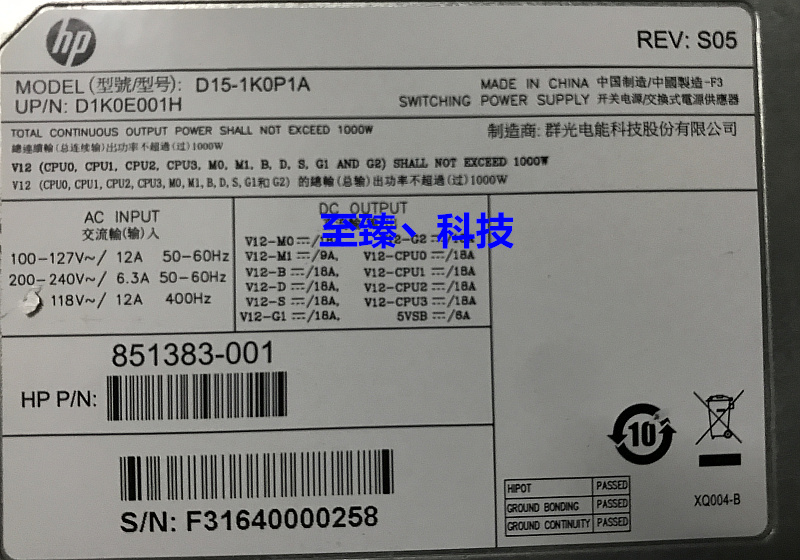 hp
REV: S05
MODEL(型號/型号): D15-1K0P1A
UP/N: D1K0E001H
MADE IN CHINA 中国制造/中國製造-F3
SWITCHING POWER SUPPLY 开关电源/交換式電源供應器
TOTAL CONTINUOUS OUTPUT POWER SHALL NOT EXCEED 1000W
總連續輸(总连续输)出功率不超過(过)1000W
制造商: 群光电能科技股份有限公司
V12 (CPU0, CPU1, CPU2, CPU3, M0, M1, B, D, S, G1 AND G2) SHALL NOT EXCEED 1000W
V12 (CPU0, CPU1, CPU2, CPU3, M0, M1, B, D, S, G1和 G2) 的總輸(总输)出功率不超過(过)1000W
AC INPUT
交流輸(输)入
100-127V~/ 12A 50-60Hz
200-240V~/ 6.3A 50-60Hz
118V~/ 12A 400Hz
DC OUTPUT
至臻丶科技
V12-M0⎓/
2-G2
V12-M1⎓/9A, V12-CPU0⎓/18A
V12-B⎓/18A, V12-CPU1⎓/18A
V12-D⎓/18A, V12-CPU2⎓/18A
V12-S⎓/18A, V12-CPU3⎓/18A
V12-G1⎓/18A, 5VSB⎓/6A
851383-001
HP P/N:
S/N: F31640000258
10
HIPOT PASSED
GROUND BONDING PASSED
GROUND CONTINUITY PASSED
XQ004-B